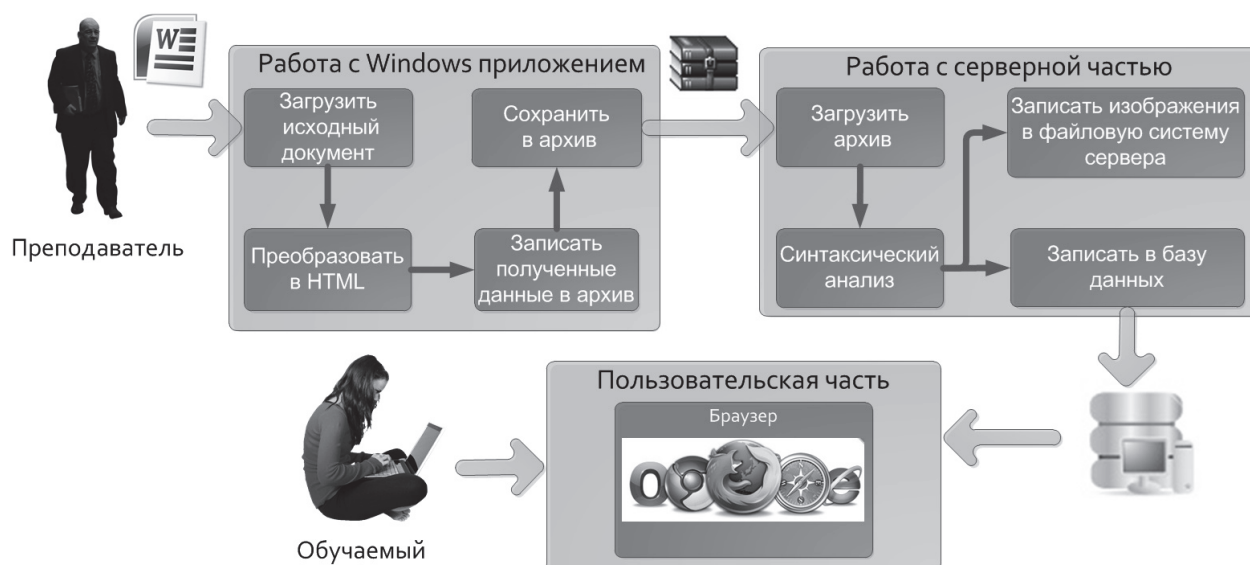 W
Преподаватель
Работа с Windows приложением
Загрузить
исходный
документ
Преобразовать
в HTML
Записать
полученные
данные в архив
Сохранить
в архив
Работа с серверной частью
Загрузить
архив
Синтаксический
анализ
Записать изображения
в файловую систему
сервера
Записать в базу
данных
Обучаемый
Пользовательская часть
Браузер